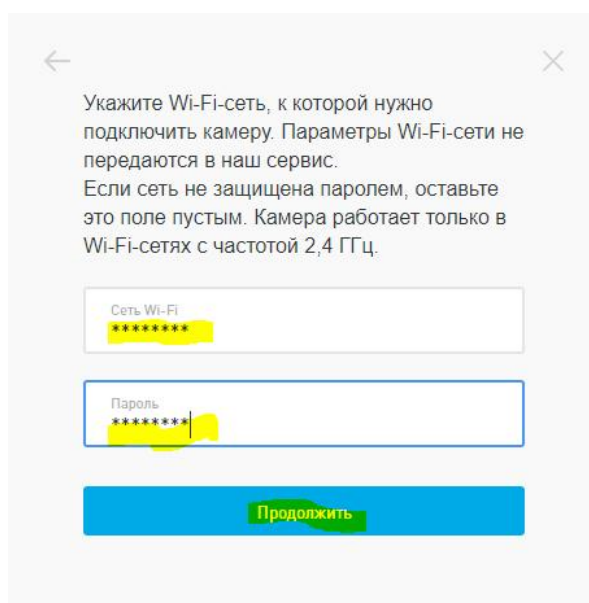 Укажите Wi-Fi-сеть, к которой нужно
подключить камеру. Параметры Wi-Fi-сети не
передаются в наш сервис.
Если сеть не защищена паролем, оставьте
это поле пустым. Камера работает только в
Wi-Fi-сетях с частотой 2,4 ГГц.
Сеть Wi-Fi
********
Пароль
********
Продолжить